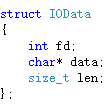 struct IOData
{
    int fd;
    char* data;
    size_t len;
};